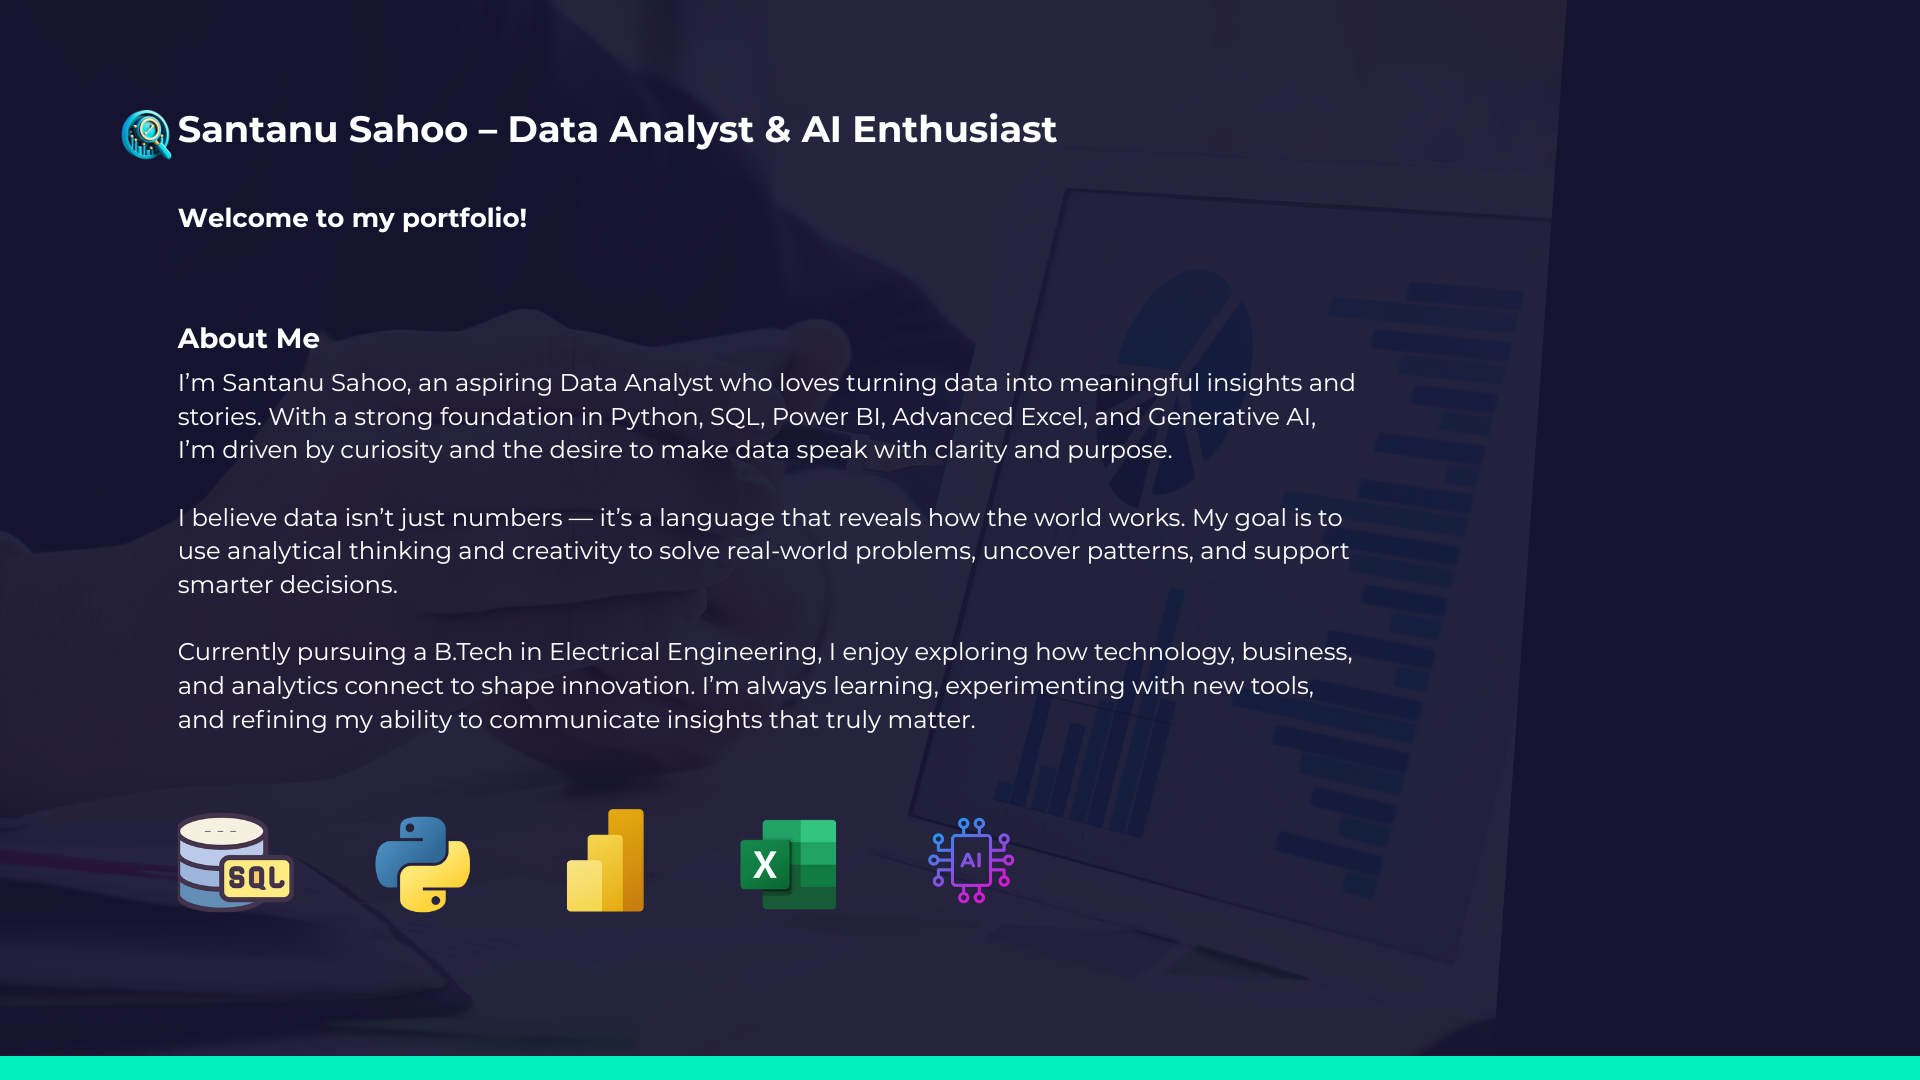 Santanu Sahoo – Data Analyst & AI Enthusiast
Welcome to my portfolio!
About Me
I’m Santanu Sahoo, an aspiring Data Analyst who loves turning data into meaningful insights and
stories. With a strong foundation in Python, SQL, Power BI, Advanced Excel, and Generative AI,
I’m driven by curiosity and the desire to make data speak with clarity and purpose.
I believe data isn’t just numbers — it’s a language that reveals how the world works. My goal is to
use analytical thinking and creativity to solve real-world problems, uncover patterns, and support
smarter decisions.
Currently pursuing a B.Tech in Electrical Engineering, I enjoy exploring how technology, business,
and analytics connect to shape innovation. I’m always learning, experimenting with new tools,
and refining my ability to communicate insights that truly matter.
SQL
X
AI